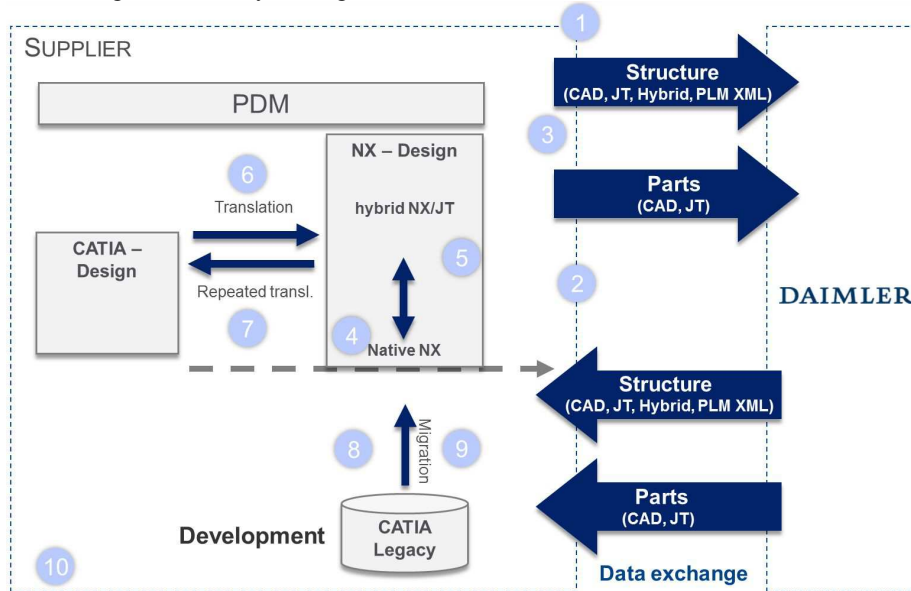 1
SUPPLIER
PDM
Structure
(CAD, JT, Hybrid, PLM XML)
3
NX – Design
6
Translation
hybrid NX/JT
Parts
(CAD, JT)
CATIA –
Design
5
Repeated transl.
2
DAIMLER
7
4
Native NX
Structure
(CAD, JT, Hybrid, PLM XML)
8
Migration
9
Development
CATIA
Legacy
Parts
(CAD, JT)
10
Data exchange